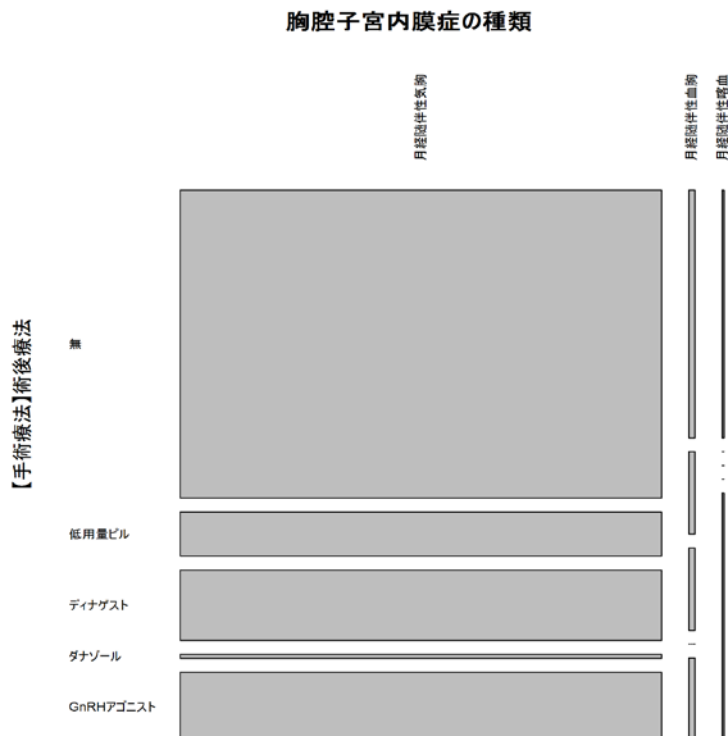 胸腔子宮内膜症の種類
月経随伴性気胸
月経随伴性血胸
月経随伴性喀血
【手術療法】術後療法
無
低用量ピル
ディナゲスト
ダナゾール
GnRHアゴニスト